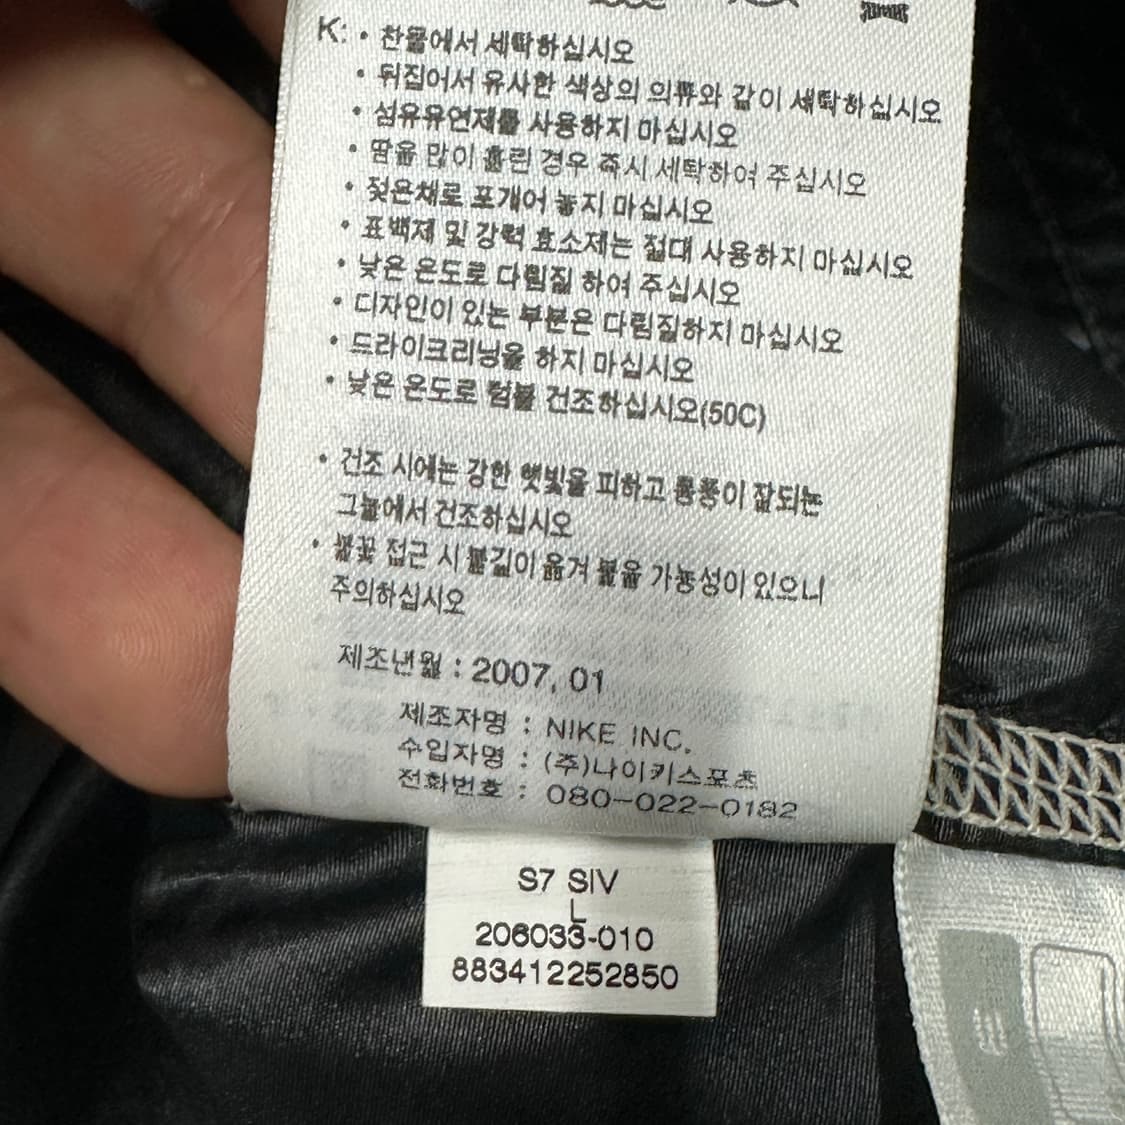 K: • 찬물에서 세탁하십시오
• 뒤집어서 유사한 색상의 의류와 같이 세탁하십시오
• 섬유유연제를 사용하지 마십시오
• 땀을 많이 흘린 경우 즉시 세탁하여 주십시오
• 젖은채로 포개어 놓지 마십시오
• 표백제 및 강력 효소제는 절대 사용하지 마십시오
• 낮은 온도로 다림질 하여 주십시오
• 디자인이 있는 부분은 다림질하지 마십시오
• 드라이크리닝을 하지 마십시오
• 낮은 온도로 텀블 건조하십시오(50C)
• 건조 시에는 강한 햇빛을 피하고 통풍이 잘되는
그늘에서 건조하십시오
• 불꽃 접근 시 불길이 옮겨 붙을 가능성이 있으니
주의하십시오
제조년월 : 2007, 01
제조자명 : NIKE INC.
수입자명 : (주)나이키스포츠
전화번호 : 080-022-0182
S7 SIV
L
206033-010
883412252850